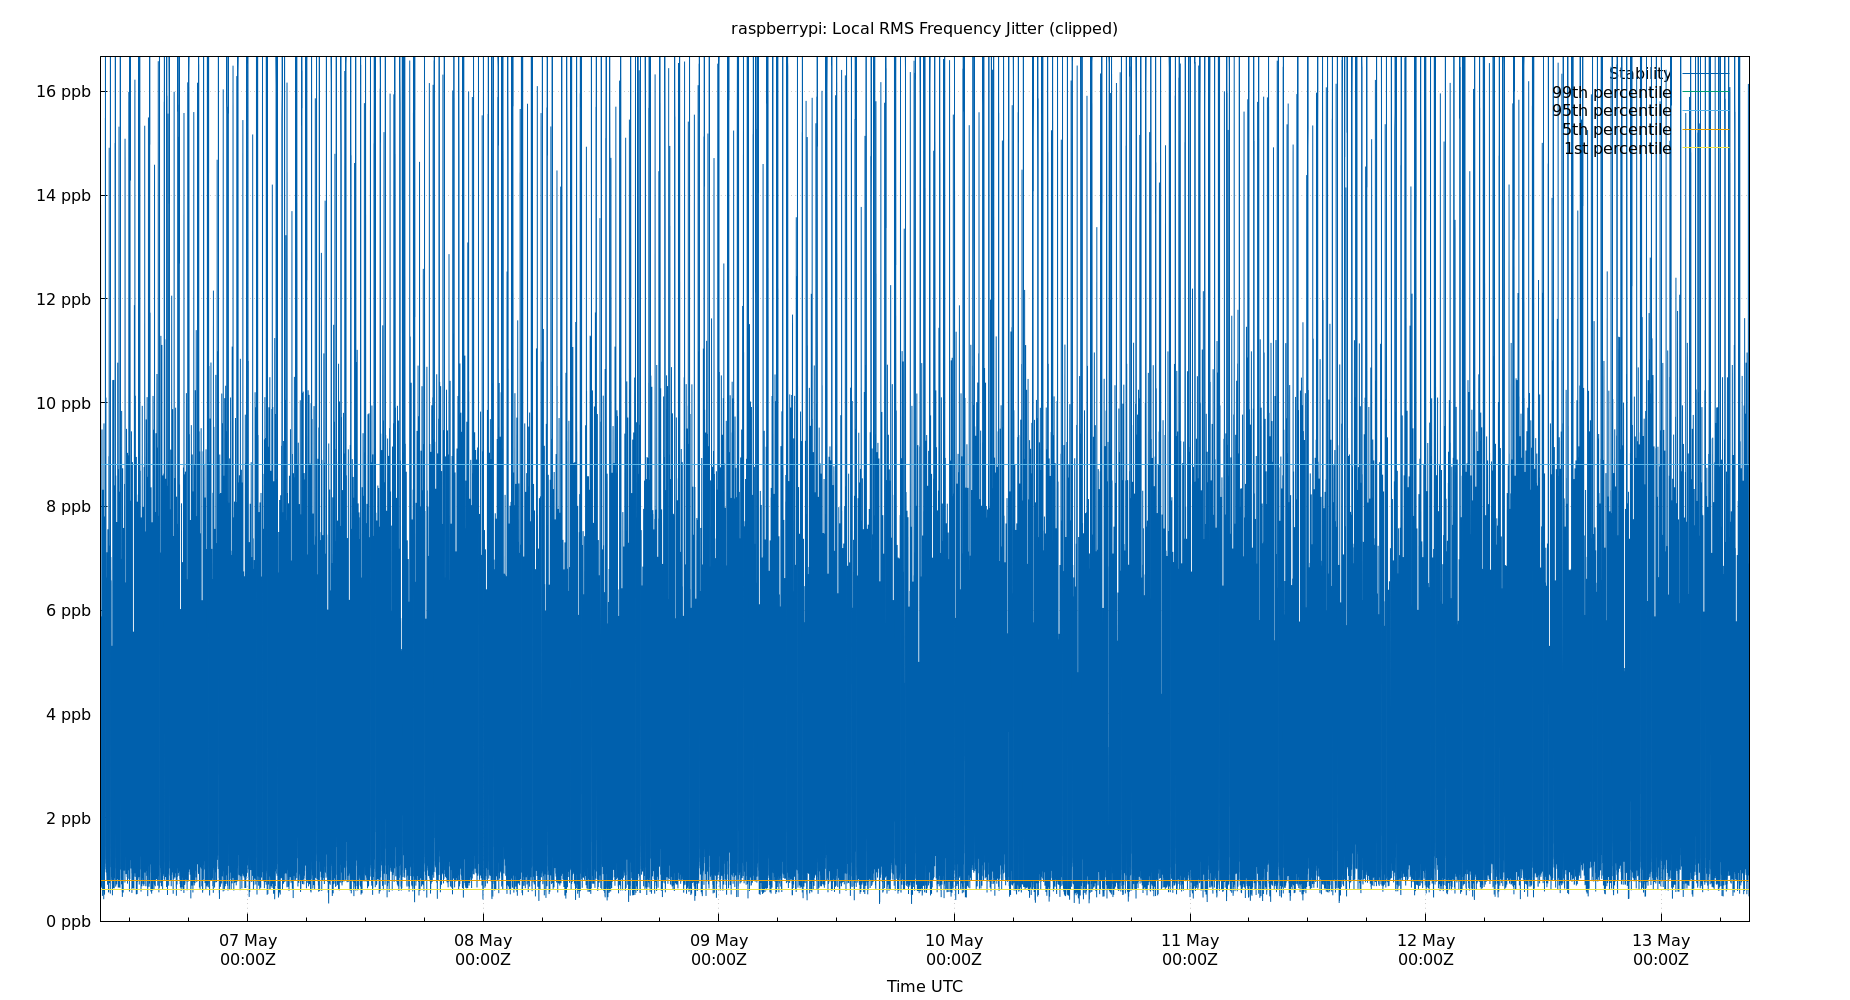 raspberrypi: Local RMS Frequency Jitter (clipped)
Stability
99th percentile
95th percentile
5th percentile
1st percentile
16 ppb
14 ppb
12 ppb
10 ppb
8 ppb
6 ppb
4 ppb
2 ppb
0 ppb
07 May 08 May 09 May 10 May 11 May 12 May 13 May
00:00Z 00:00Z 00:00Z 00:00Z 00:00Z 00:00Z 00:00Z
Time UTC